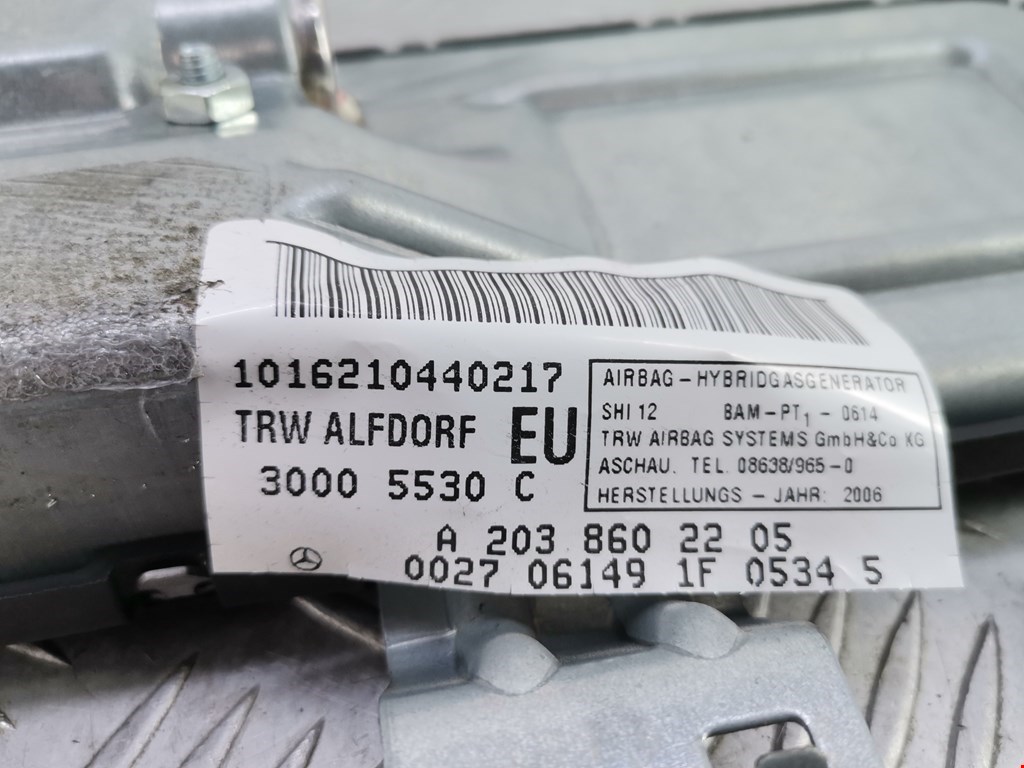 1016210440217
TRW ALFDORF EU
3000 5530 C
AIRBAG - HYBRIDGASGENERATOR
SHI 12 BAM - PT1 - 0614
TRW AIRBAG SYSTEMS GmbH&Co KG
ASCHAU. TEL. 08638/965-0
HERSTELLUNGS - JAHR: 2006
A 203 860 22 05
0027 06149 1F 0534 5